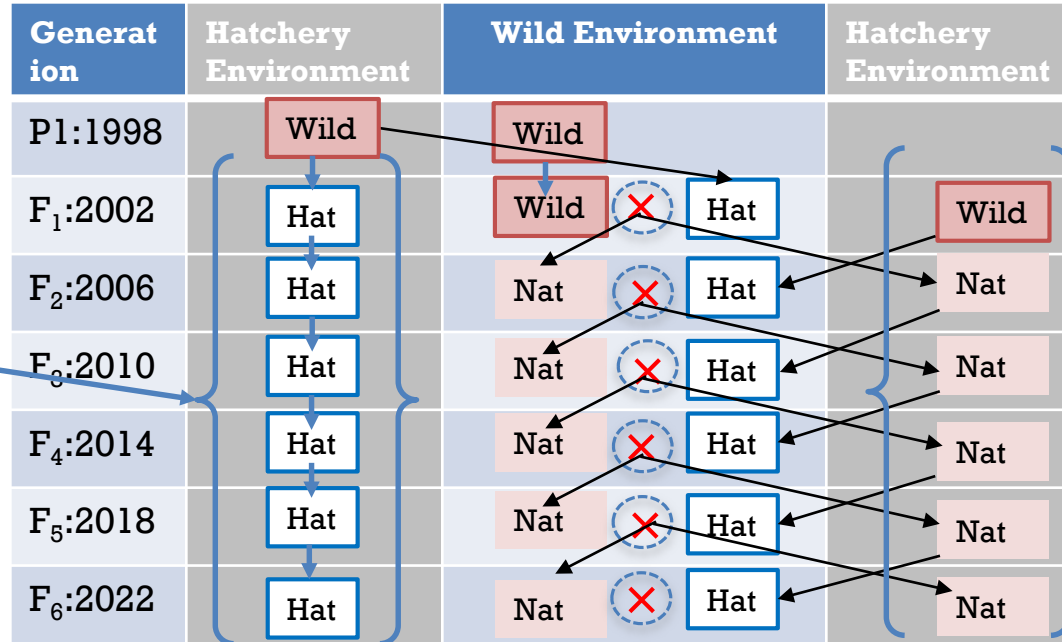 Generat
ion
Hatchery
Environment
Wild Environment
Hatchery
Environment
P1:1998
Wild
Wild
F1:2002
Hat
Wild
Hat
Wild
F2:2006
Hat
Nat
Hat
Nat
F3:2010
Hat
Nat
Hat
Nat
F4:2014
Hat
Nat
Hat
Nat
F5:2018
Hat
Nat
Hat
Nat
F6:2022
Hat
Nat
Hat
Nat